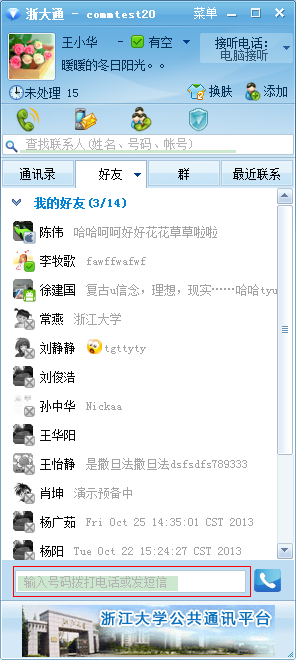 浙大通 - commtest20 菜单
王小华 - 有空
接听电话:
电脑接听
暖暖的冬日阳光。。
未处理 15 换肤 添加
查找联系人(姓名、号码、帐号)
通讯录 好友 群 最近联系
我的好友(3/14)
陈伟 哈哈呵呵好好花花草草啦啦
李牧歌 fawffwafwf
徐建国 复古u信念，理想，现实……哈哈tyu
常燕 浙江大学
刘静静 tgttyty
刘俊浩
孙中华 Nickaa
王华阳
王怡静 是撒旦法撒旦法dsfsdfs789333
肖坤 演示预备中
杨广茹 Fri Oct 25 14:35:01 CST 2013
杨阳 Tue Oct 22 15:24:27 CST 2013
输入号码拨打电话或发短信
浙江大学公共通讯平台